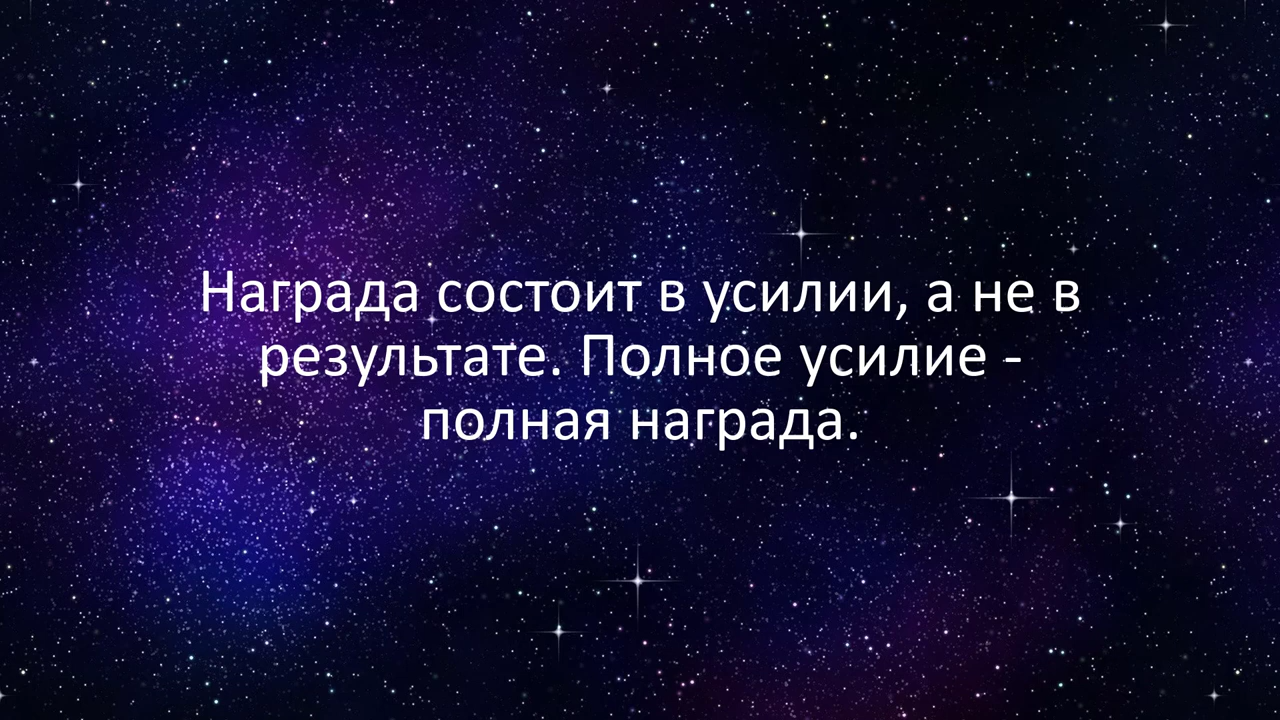 Награда состоит в усилии, а не в
результате. Полное усилие -
полная награда.